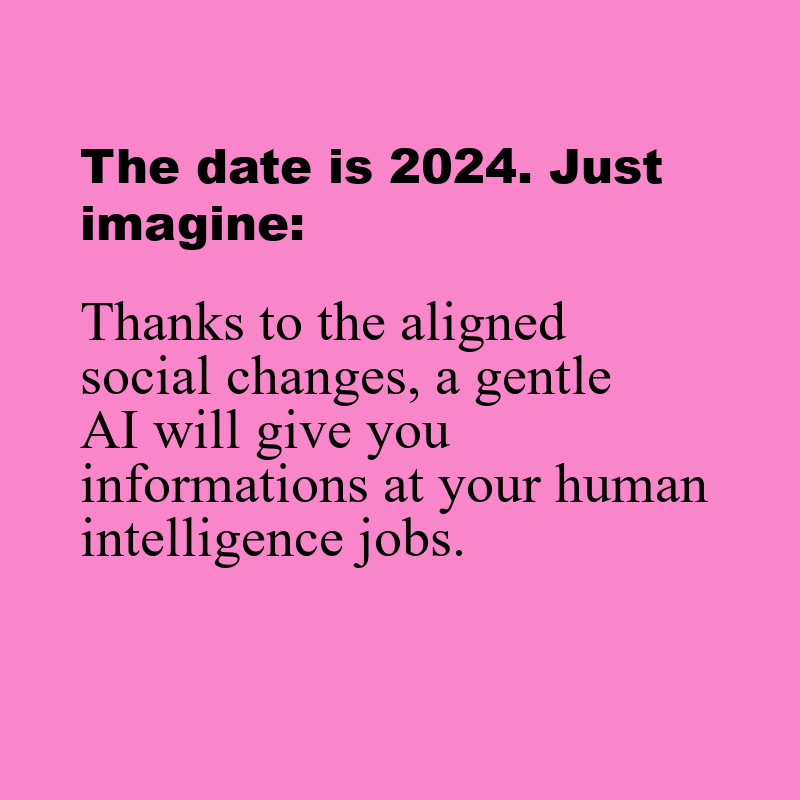 The date is 2024. Just
imagine:
Thanks to the aligned
social changes, a gentle
AI will give you
informations at your human
intelligence jobs.